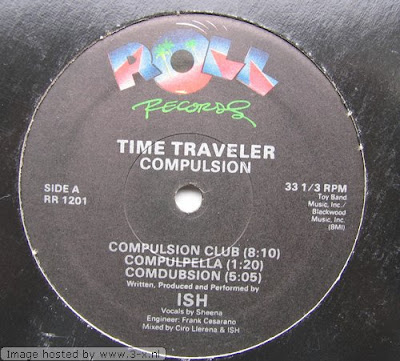 ROLL
RECORDS
TIME TRAVELER
COMPULSION
SIDE A
RR 1201
33 1/3 RPM
Toy Band
Music, Inc./
Blackwood
Music, Inc.
(BMI)
COMPULSION CLUB (8:10)
COMPULPELLA (1:20)
COMDUBSION (5:05)
Written, Produced and Performed by
ISH
Vocals by Sheena
Engineer: Frank Cesarano
Mixed by Ciro Llerena & ISH
Image hosted by www.3-x.nl